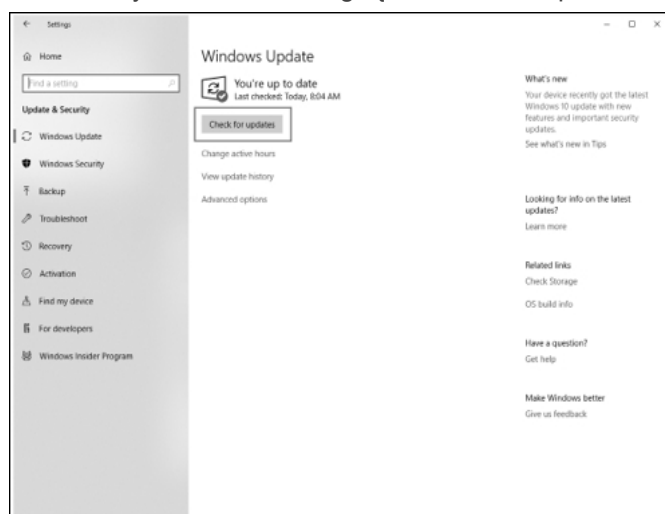 Settings
Home
Find a setting
Update & Security
Windows Update
Windows Security
Backup
Troubleshoot
Recovery
Activation
Find my device
For developers
Windows Insider Program
Windows Update
You're up to date
Last checked: Today, 8:04 AM
Check for updates
Change active hours
View update history
Advanced options
What's new
Your device recently got the latest
Windows 10 update with new
features and important security
updates.
See what's new in Tips
Looking for info on the latest
updates?
Learn more
Related links
Check Storage
OS build info
Have a question?
Get help
Make Windows better
Give us feedback